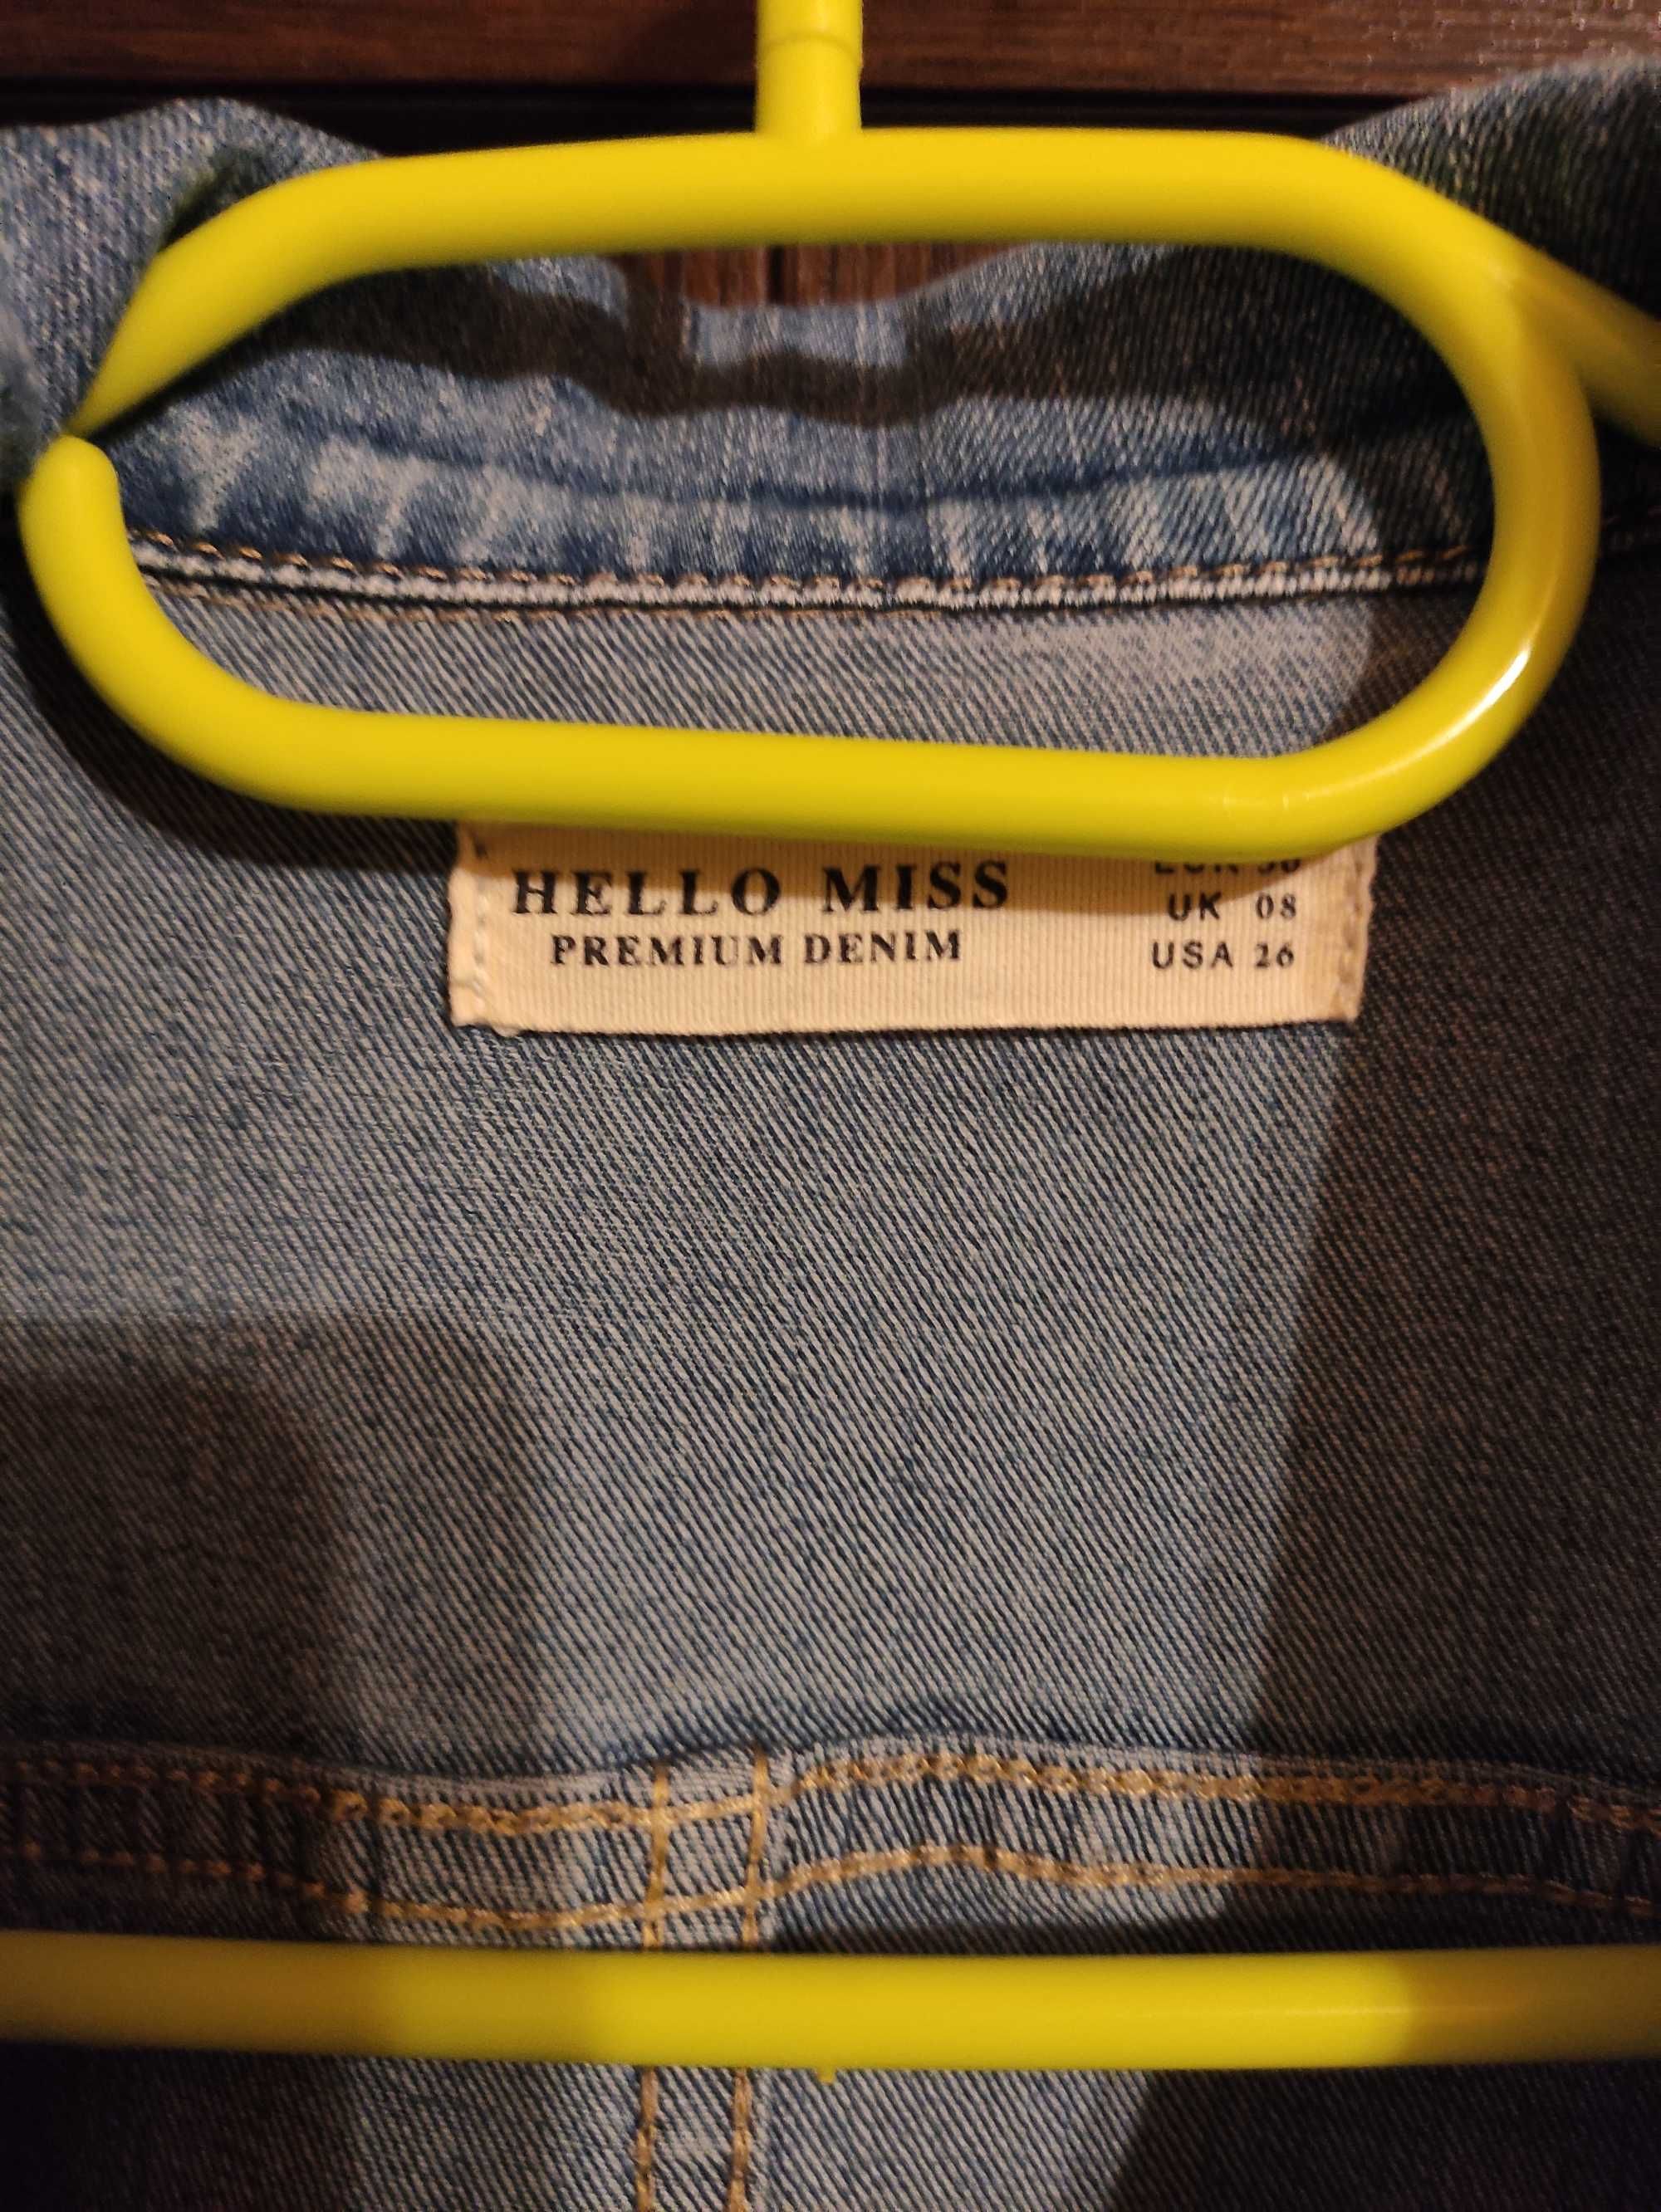 HELLO MISS
PREMIUM DENIM
UK 08
USA 26